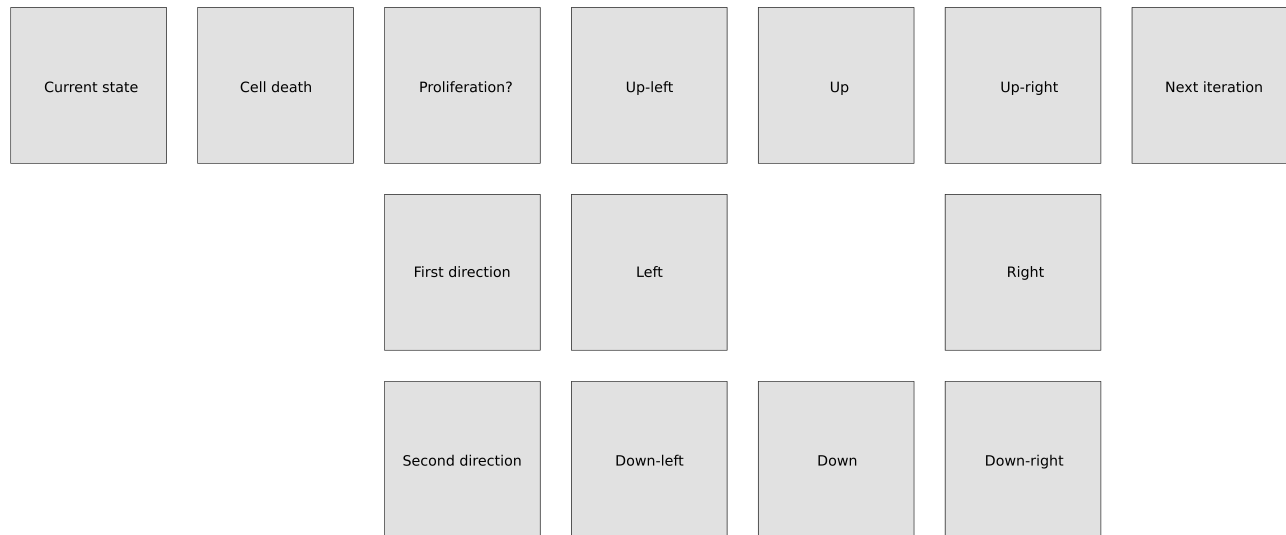 Current state
Cell death
Proliferation?
Up-left
Up
Up-right
Next iteration
First direction
Left
Right
Second direction
Down-left
Down
Down-right